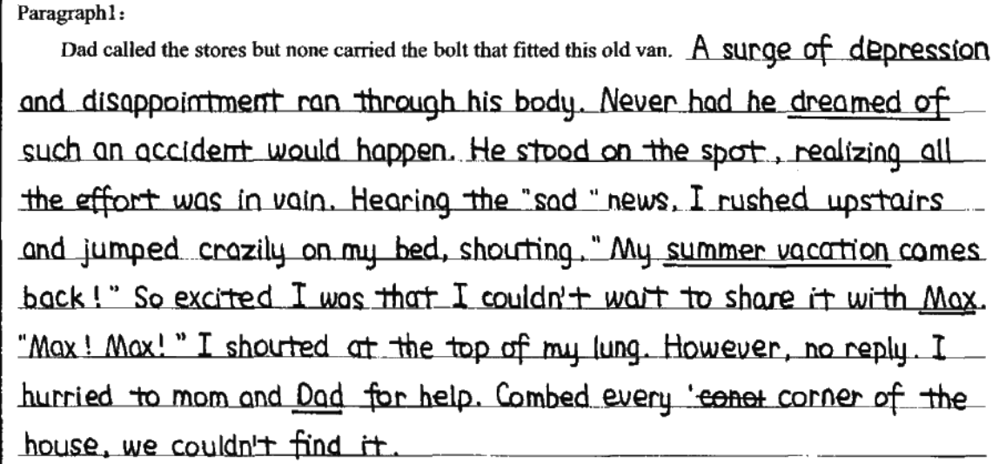 Paragraph1:
Dad called the stores but none carried the bolt that fitted this old van. A surge of depression
and disappointment ran through his body. Never had he dreamed of
such an accident would happen. He stood on the spot, realizing all
the effort was in vain. Hearing the "sad" news, I rushed upstairs
and jumped crazily on my bed, shouting, "My summer vacation comes
back!" So excited I was that I couldn't wait to share it with Max.
"Max! Max!" I shouted at the top of my lung. However, no reply. I
hurried to mom and Dad for help. Combed every corner of the
house, we couldn't find it.